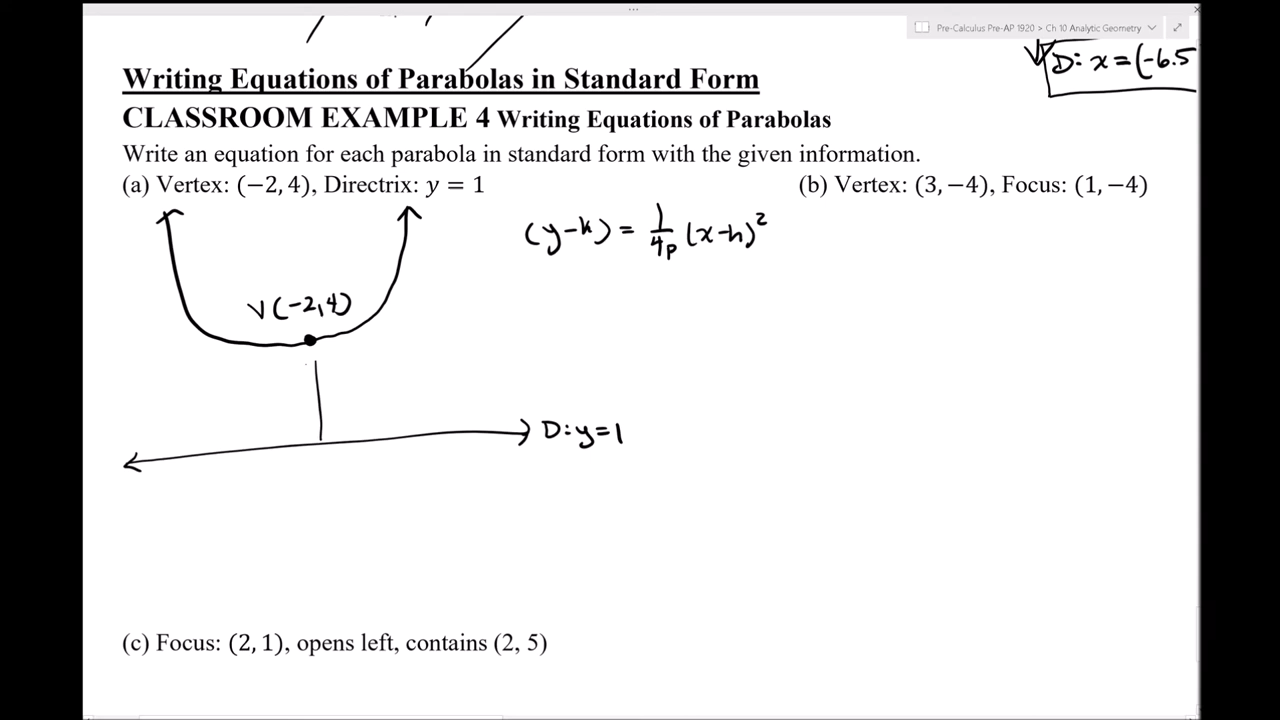 Pre-Calculus Pre-AP 1920 > Ch 10 Analytic Geometry
D: x = (-6.5
Writing Equations of Parabolas in Standard Form
CLASSROOM EXAMPLE 4 Writing Equations of Parabolas
Write an equation for each parabola in standard form with the given information.
(a) Vertex: (−2, 4), Directrix: y = 1
(b) Vertex: (3, −4), Focus: (1, −4)
(y-k) = 1/4p (x-h)²
V(-2,4)
D: y=1
(c) Focus: (2, 1), opens left, contains (2, 5)